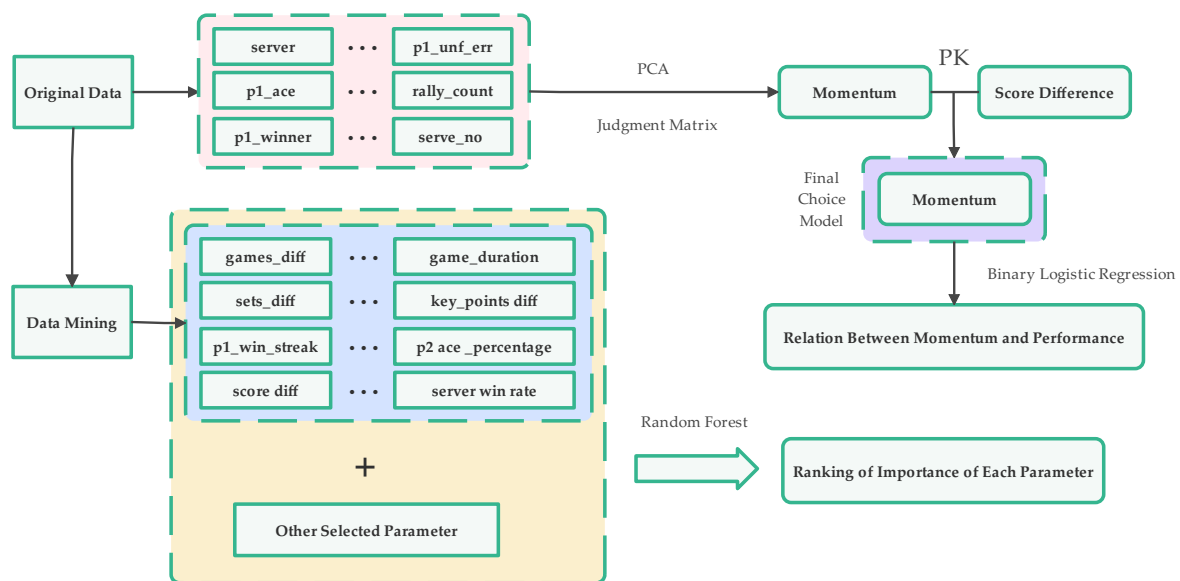 server ... p1_unf_err
Original Data
p1_ace ... rally_count
p1_winner ... serve_no
PCA
Judgment Matrix
Momentum
PK
Score Difference
Final
Choice
Model
Momentum
Binary Logistic Regression
Relation Between Momentum and Performance
Data Mining
games_diff ... game_duration
sets_diff ... key_points diff
p1_win_streak ... p2 ace _percentage
score diff ... server win rate
+
Other Selected Parameter
Random Forest
Ranking of Importance of Each Parameter